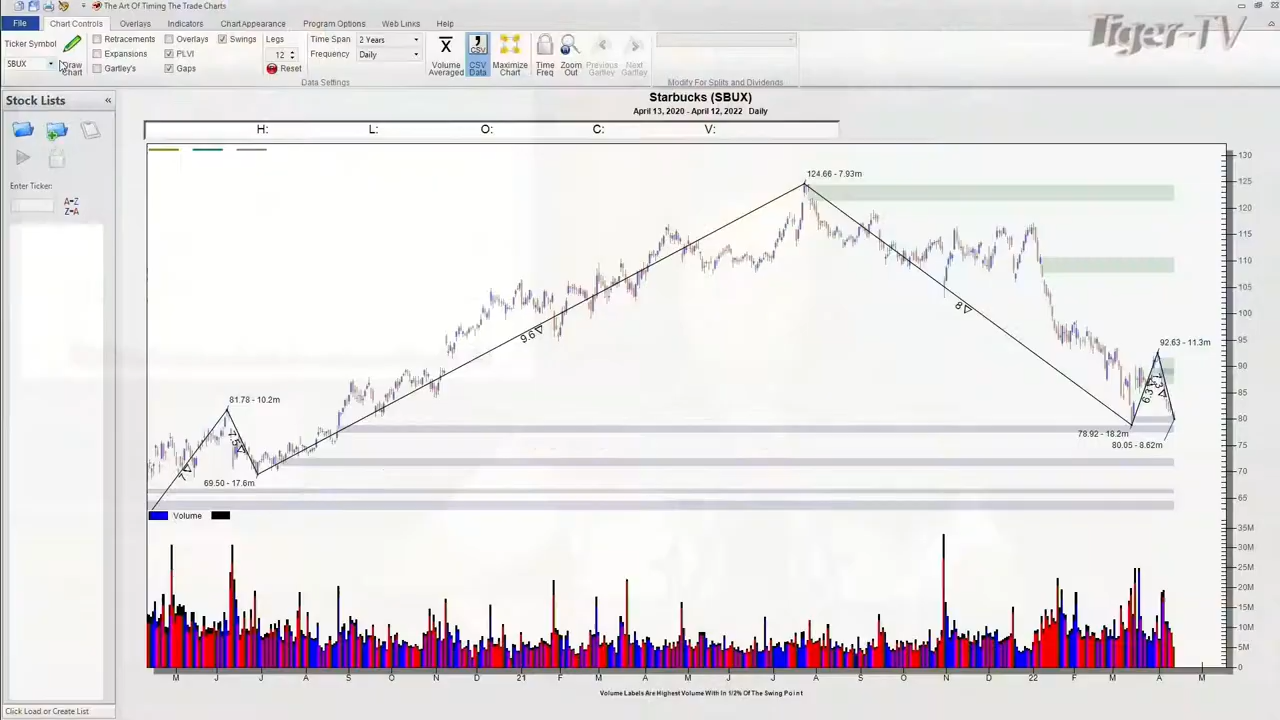 The Art Of Timing The Trade Charts
Tiger-TV
File Chart Controls Overlays Indicators Chart Appearance Program Options Web Links Help
Ticker Symbol
SBUX
Draw Chart
Retracements Overlays Swings
Expansions PLVI
Gartley's Gaps
Legs
12
Reset
Time Span 2 Years
Frequency Daily
Data Settings
Volume Averaged
CSV
CSV Data
Maximize Chart
Time Freq
Zoom Out
Previous Gartley
Next Gartley
Modify For Splits and Dividends
Stock Lists «
Enter Ticker:
A-Z
Z-A
Click Load or Create List
Starbucks (SBUX)
April 13, 2020 - April 12, 2022 Daily
H: L: O: C: V:
124.66 - 7.93m
92.63 - 11.3m
81.78 - 10.2m
69.50 - 17.6m
78.92 - 18.2m
80.05 - 8.62m
9.6
8
130
125
120
115
110
105
100
95
90
85
80
75
70
65
Volume
35M
30M
25M
20M
15M
10M
5M
0
M J J A S O N D 21 F M A M J J A S O N D 22 F M A M
Volume Labels Are Highest Volume With In 1/2% Of The Swing Point